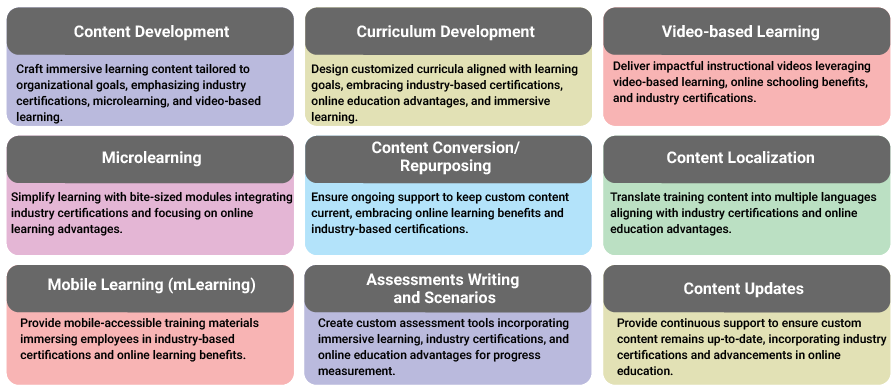 Content Development
Craft immersive learning content tailored to
organizational goals, emphasizing industry
certifications, microlearning, and video-based
learning.
Curriculum Development
Design customized curricula aligned with learning
goals, embracing industry-based certifications,
online education advantages, and immersive
learning.
Video-based Learning
Deliver impactful instructional videos leveraging
video-based learning, online schooling benefits,
and industry certifications.
Microlearning
Simplify learning with bite-sized modules integrating
industry certifications and focusing on online
learning advantages.
Content Conversion/
Repurposing
Ensure ongoing support to keep custom content
current, embracing online learning benefits and
industry-based certifications.
Content Localization
Translate training content into multiple languages
aligning with industry certifications and online
education advantages.
Mobile Learning (mLearning)
Provide mobile-accessible training materials
immersing employees in industry-based
certifications and online learning benefits.
Assessments Writing
and Scenarios
Create custom assessment tools incorporating
immersive learning, industry certifications, and
online education advantages for progress
measurement.
Content Updates
Provide continuous support to ensure custom
content remains up-to-date, incorporating industry
certifications and advancements in online
education.